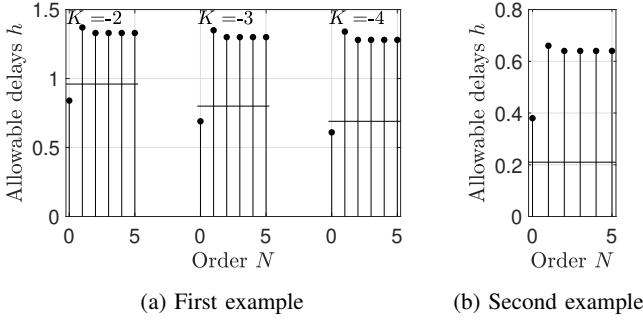 K =-2 K =-3 K =-4
Allowable delays h
1.5
1
0.5
0
0 5 0 5 0 5
Order N
(a) First example
Allowable delays h
0.8
0.6
0.4
0.2
0
0 5
Order N
(b) Second example